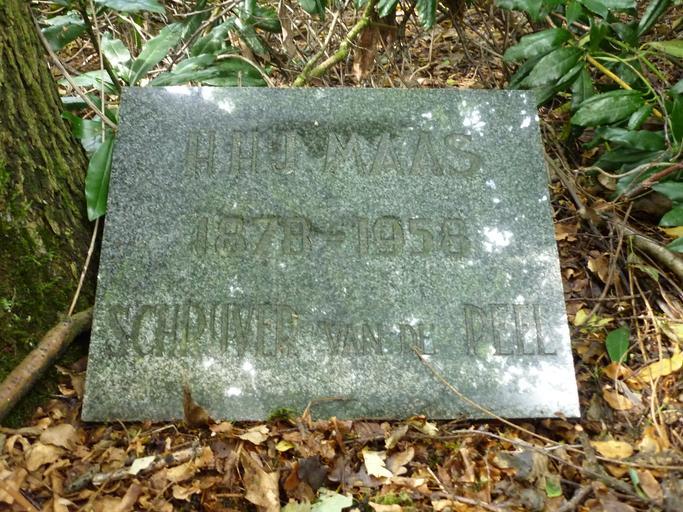 H H J MAAS
1878-1958
SCHRIJVER VAN DE PEEL